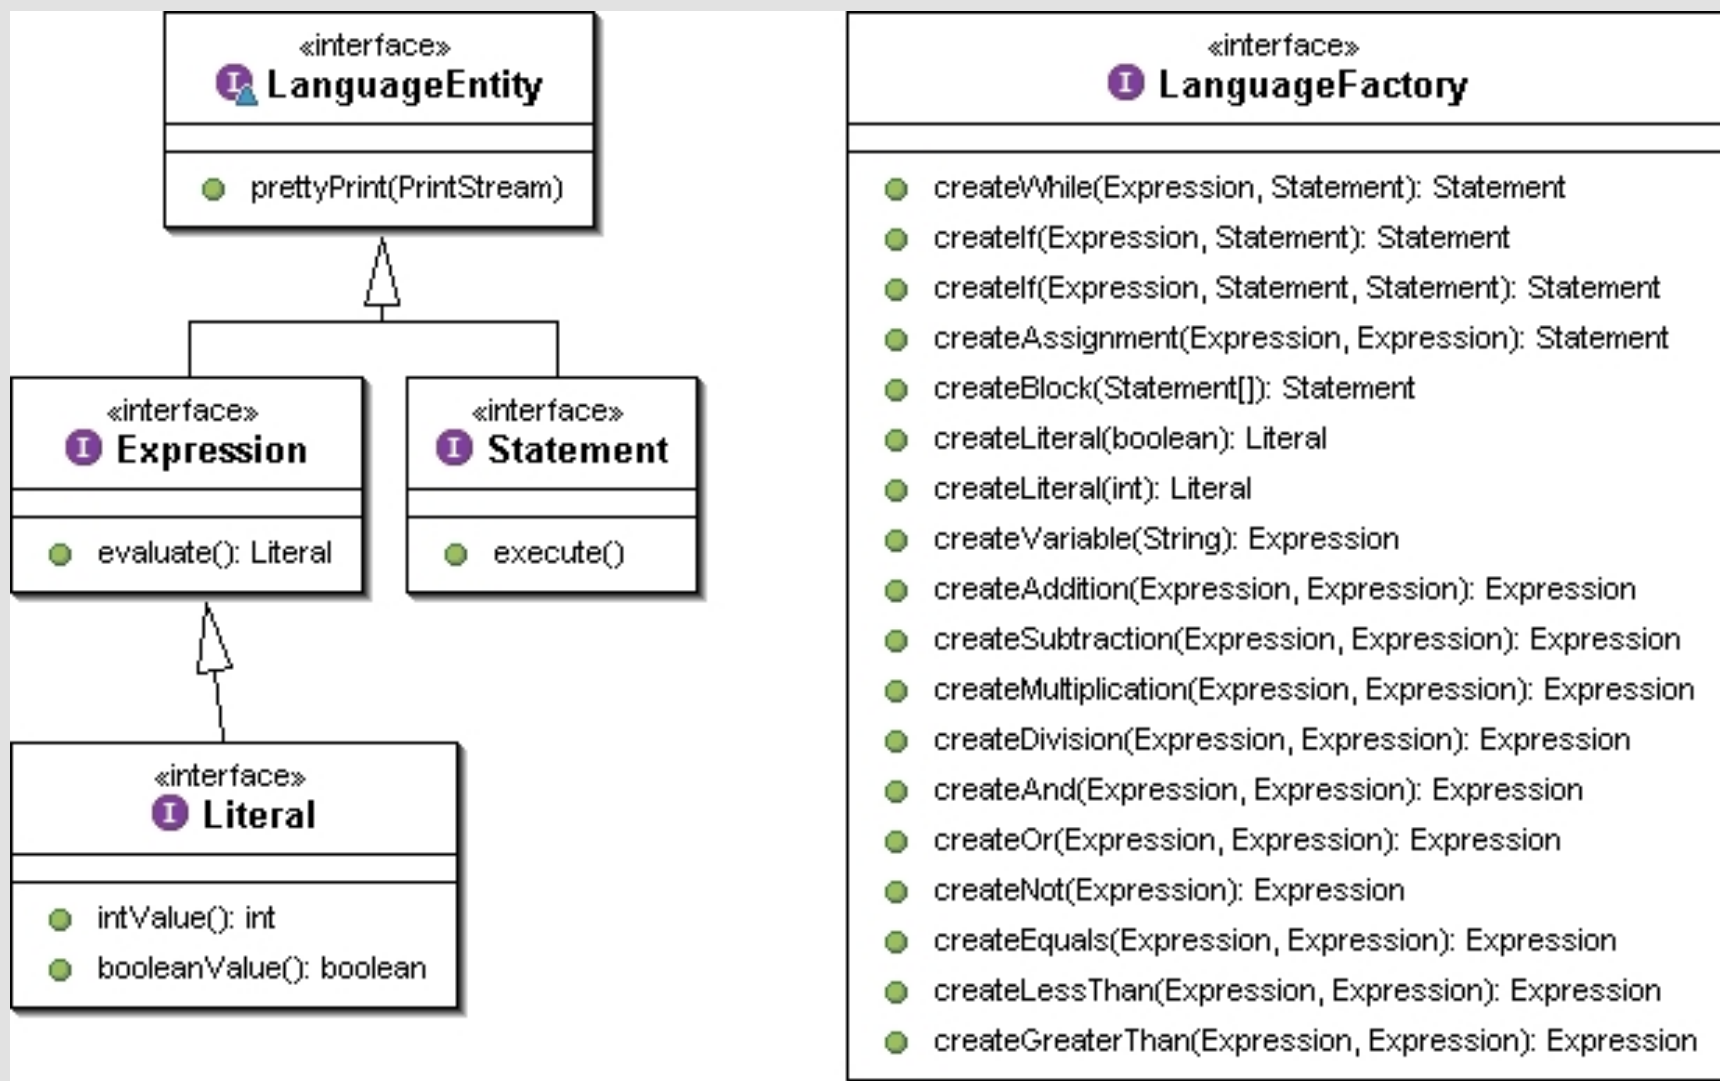 «interface»
LanguageEntity
prettyPrint(PrintStream)
«interface»
Expression
evaluate(): Literal
«interface»
Statement
execute()
«interface»
Literal
intValue(): int
booleanValue(): boolean
«interface»
LanguageFactory
createWhile(Expression, Statement): Statement
createIf(Expression, Statement): Statement
createIf(Expression, Statement, Statement): Statement
createAssignment(Expression, Expression): Statement
createBlock(Statement[]): Statement
createLiteral(boolean): Literal
createLiteral(int): Literal
createVariable(String): Expression
createAddition(Expression, Expression): Expression
createSubtraction(Expression, Expression): Expression
createMultiplication(Expression, Expression): Expression
createDivision(Expression, Expression): Expression
createAnd(Expression, Expression): Expression
createOr(Expression, Expression): Expression
createNot(Expression): Expression
createEquals(Expression, Expression): Expression
createLessThan(Expression, Expression): Expression
createGreaterThan(Expression, Expression): Expression